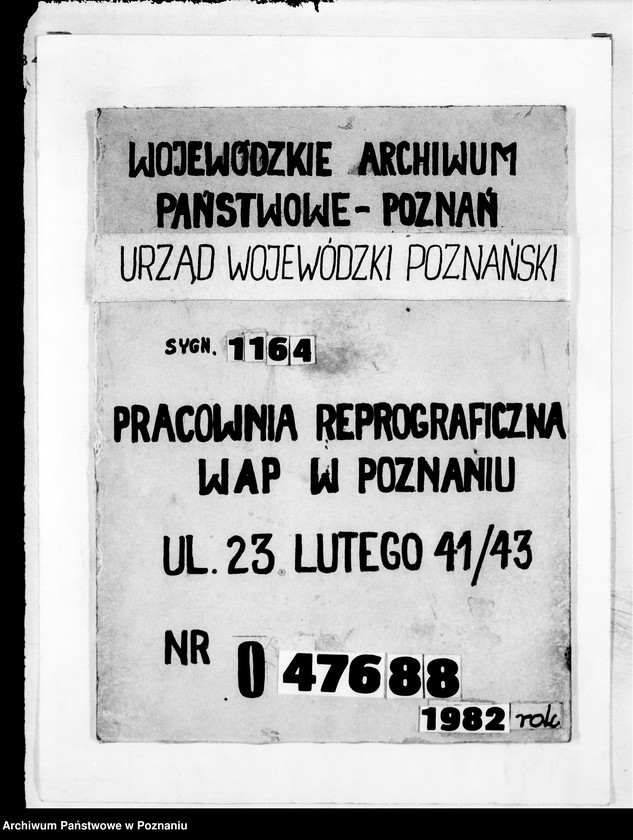 WOJEWÓDZKIE ARCHIWUM
PAŃSTWOWE - POZNAŃ
URZĄD WOJEWÓDZKI POZNAŃSKI
SYGN. 1164
PRACOWNIA REPROGRAFICZNA
WAP W POZNANIU
UL. 23 LUTEGO 41/43
NR 0 47688
1982 rok
Archiwum Państwowe w Poznaniu